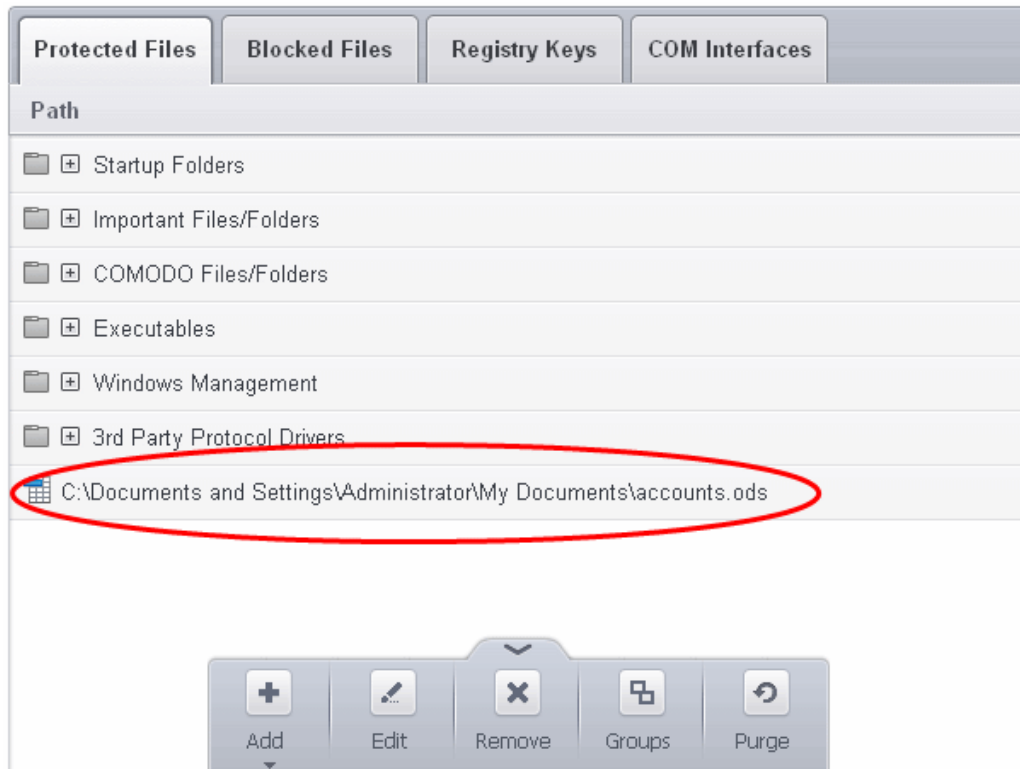 Protected Files Blocked Files Registry Keys COM Interfaces
Path
Startup Folders
Important Files/Folders
COMODO Files/Folders
Executables
Windows Management
3rd Party Protocol Drivers
C:\Documents and Settings\Administrator\My Documents\accounts.ods
Add Edit Remove Groups Purge